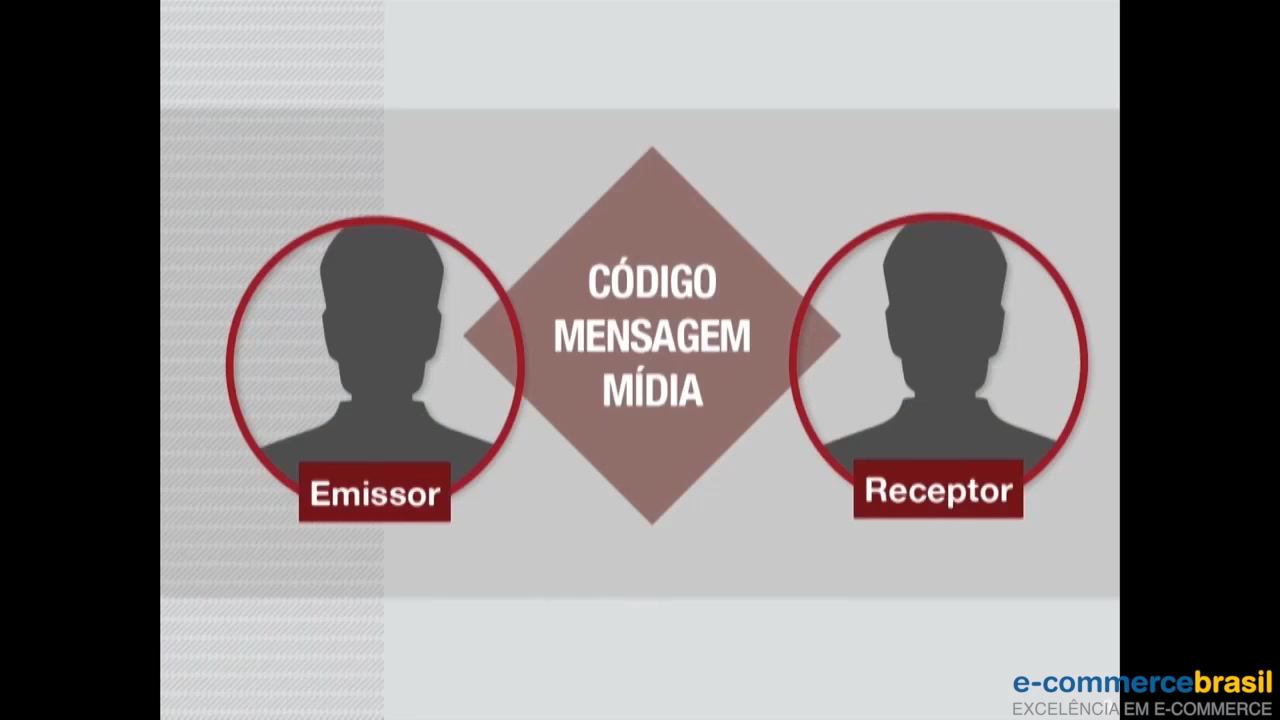 CÓDIGO
MENSAGEM
MÍDIA
Emissor
Receptor
e-commercebrasil
EXCELÊNCIA EM E-COMMERCE